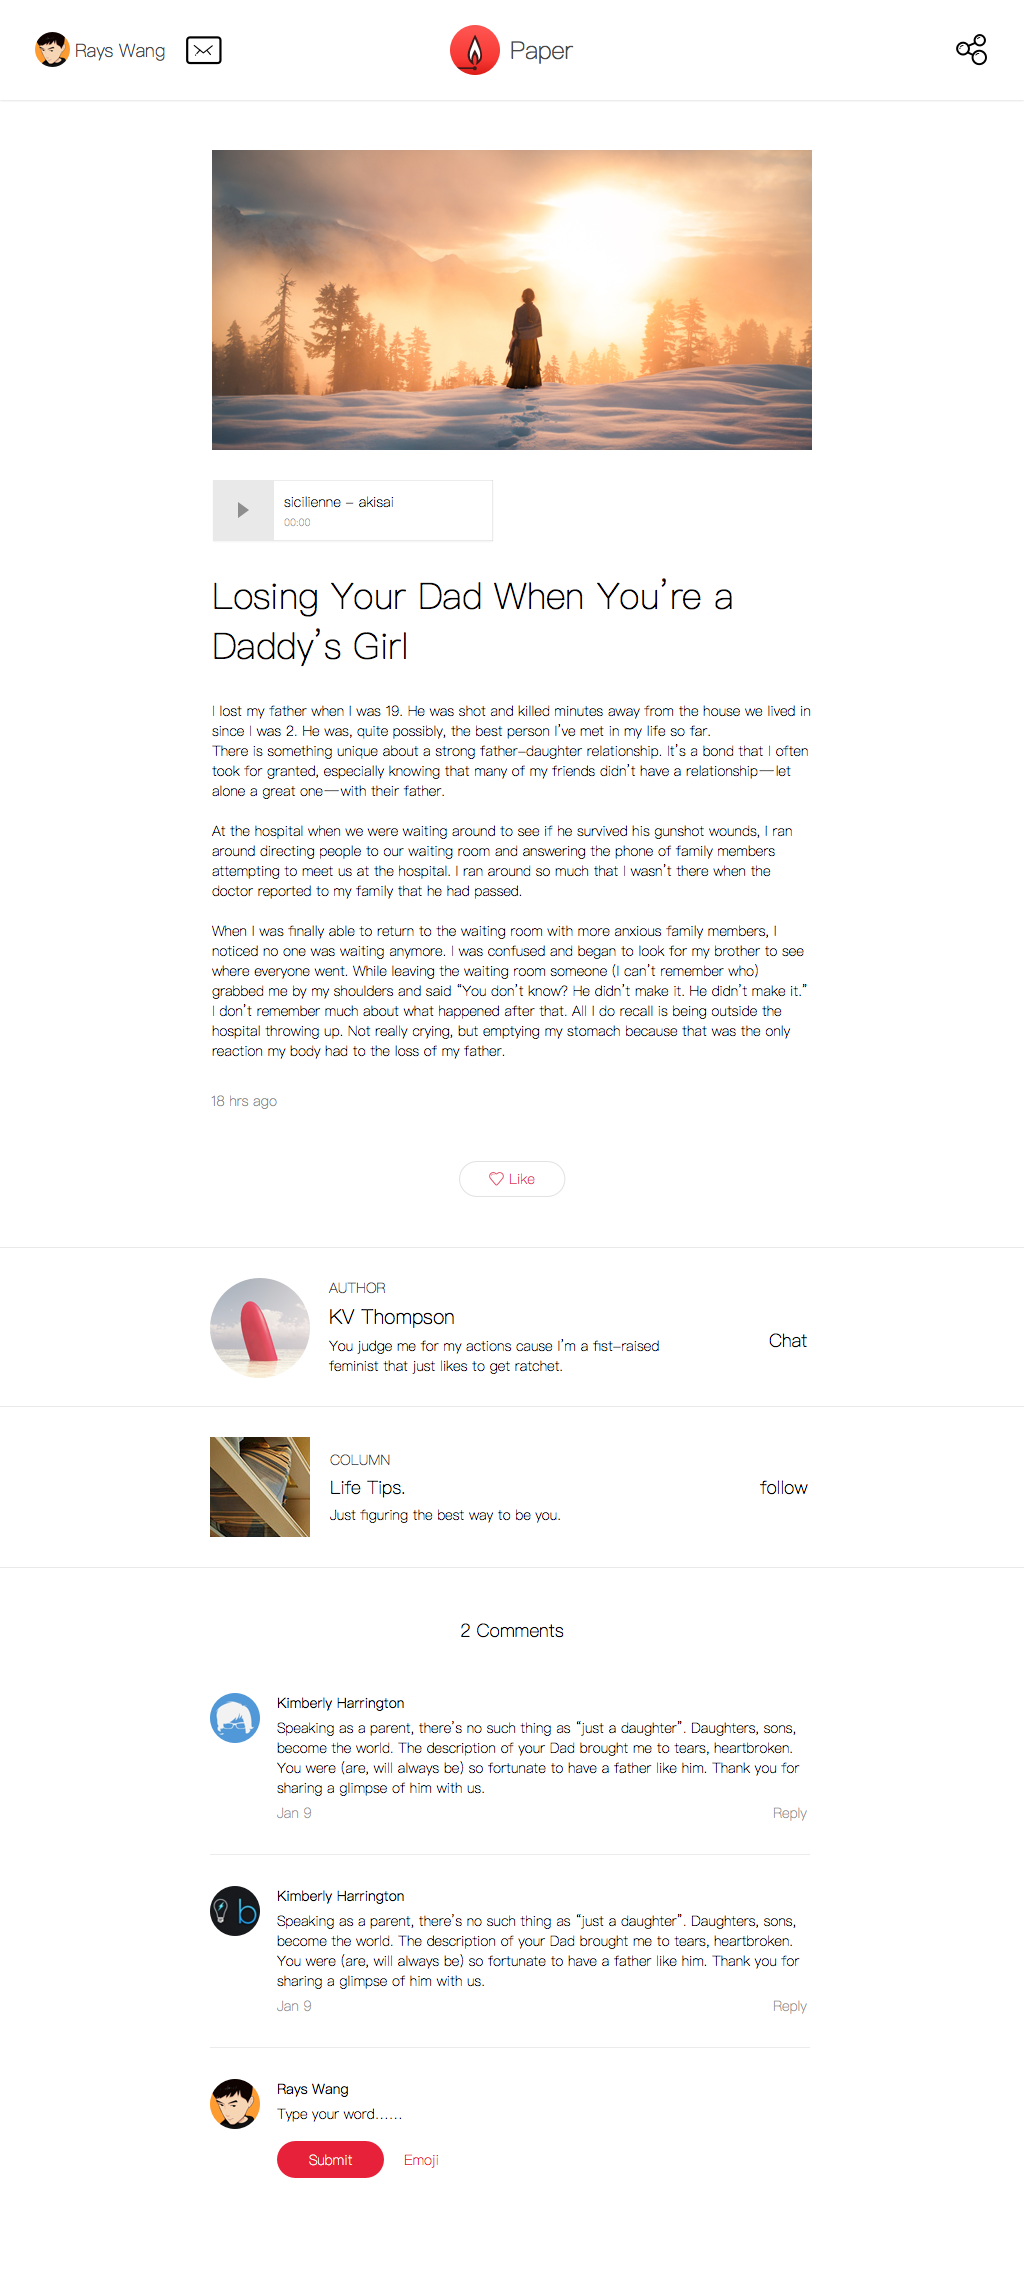 Rays Wang
Paper
sicilienne – akisai
00:00
Losing Your Dad When You’re a
Daddy’s Girl
I lost my father when I was 19. He was shot and killed minutes away from the house we lived in
since I was 2. He was, quite possibly, the best person I’ve met in my life so far.
There is something unique about a strong father–daughter relationship. It’s a bond that I often
took for granted, especially knowing that many of my friends didn’t have a relationship—let
alone a great one—with their father.
At the hospital when we were waiting around to see if he survived his gunshot wounds, I ran
around directing people to our waiting room and answering the phone of family members
attempting to meet us at the hospital. I ran around so much that I wasn’t there when the
doctor reported to my family that he had passed.
When I was finally able to return to the waiting room with more anxious family members, I
noticed no one was waiting anymore. I was confused and began to look for my brother to see
where everyone went. While leaving the waiting room someone (I can’t remember who)
grabbed me by my shoulders and said “You don’t know? He didn’t make it. He didn’t make it.”
I don’t remember much about what happened after that. All I do recall is being outside the
hospital throwing up. Not really crying, but emptying my stomach because that was the only
reaction my body had to the loss of my father.
18 hrs ago
Like
AUTHOR
KV Thompson
You judge me for my actions cause I’m a fist–raised
feminist that just likes to get ratchet.
Chat
COLUMN
Life Tips.
Just figuring the best way to be you.
follow
2 Comments
Kimberly Harrington
Speaking as a parent, there’s no such thing as “just a daughter”. Daughters, sons,
become the world. The description of your Dad brought me to tears, heartbroken.
You were (are, will always be) so fortunate to have a father like him. Thank you for
sharing a glimpse of him with us.
Jan 9 Reply
b
Kimberly Harrington
Speaking as a parent, there’s no such thing as “just a daughter”. Daughters, sons,
become the world. The description of your Dad brought me to tears, heartbroken.
You were (are, will always be) so fortunate to have a father like him. Thank you for
sharing a glimpse of him with us.
Jan 9 Reply
Rays Wang
Type your word……
Submit Emoji